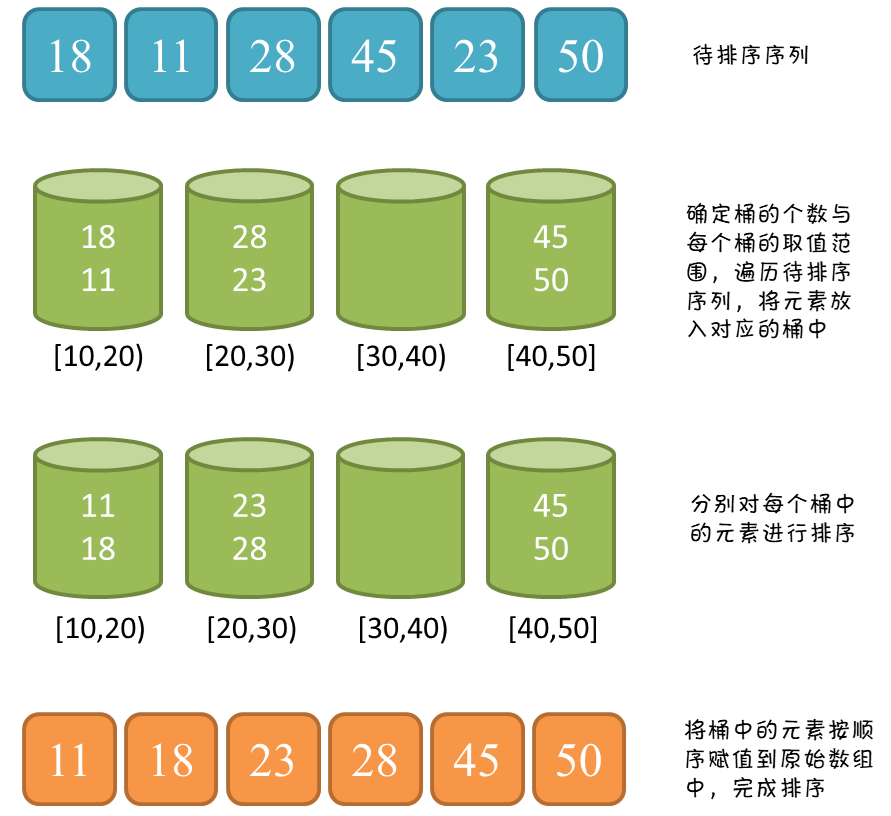 18 11 28 45 23 50
待排序序列
18 28 45
11 23 50
[10,20) [20,30) [30,40) [40,50]
确定桶的个数与
每个桶的取值范
围，遍历待排序
序列，将元素放
入对应的桶中
11 23 45
18 28 50
[10,20) [20,30) [30,40) [40,50]
分别对每个桶中
的元素进行排序
11 18 23 28 45 50
将桶中的元素按顺
序赋值到原始数组
中，完成排序